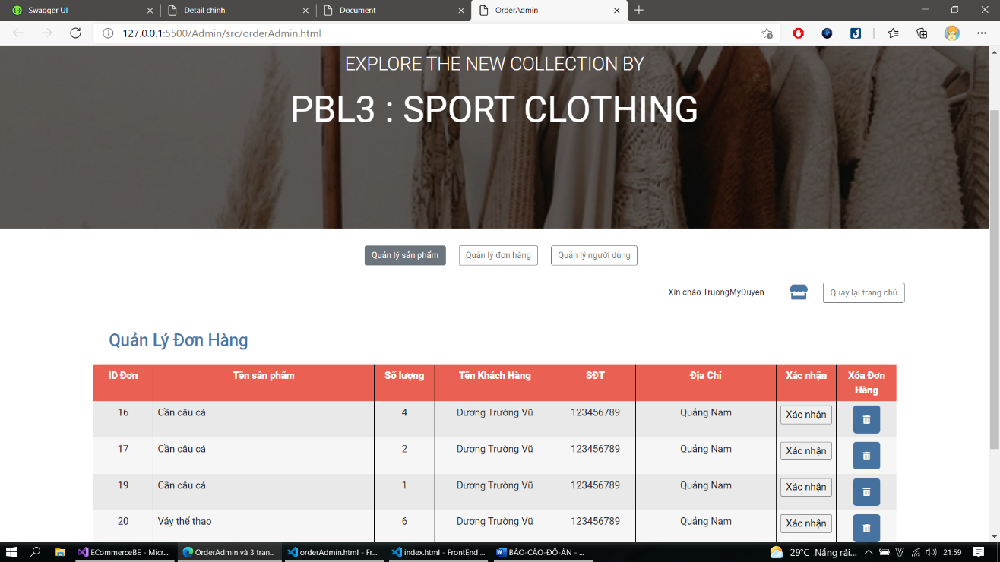 Swagger UI
Detail chinh
Document
OrderAdmin
127.0.0.1:5500/Admin/src/orderAdmin.html
EXPLORE THE NEW COLLECTION BY
PBL3 : SPORT CLOTHING
Quản lý sản phẩm
Quản lý đơn hàng
Quản lý người dùng
Xin chào TruongMyDuyen
Quay lại trang chủ
Quản Lý Đơn Hàng
ID Đơn Tên sản phẩm Số lượng Tên Khách Hàng SĐT Địa Chỉ Xác nhận Xóa Đơn
Hàng
16 Cần câu cá 4 Dương Trường Vũ 123456789 Quảng Nam Xác nhận
17 Cần câu cá 2 Dương Trường Vũ 123456789 Quảng Nam Xác nhận
19 Cần câu cá 1 Dương Trường Vũ 123456789 Quảng Nam Xác nhận
20 Váy thể thao 6 Dương Trường Vũ 123456789 Quảng Nam Xác nhận
ECommerceBE - Micr...
OrderAdmin và 3 tran...
orderAdmin.html - Fr...
index.html - FrontEnd ...
BÁO-CÁO-ĐỒ-ÁN - ...
29°C Nắng rải...
21:59